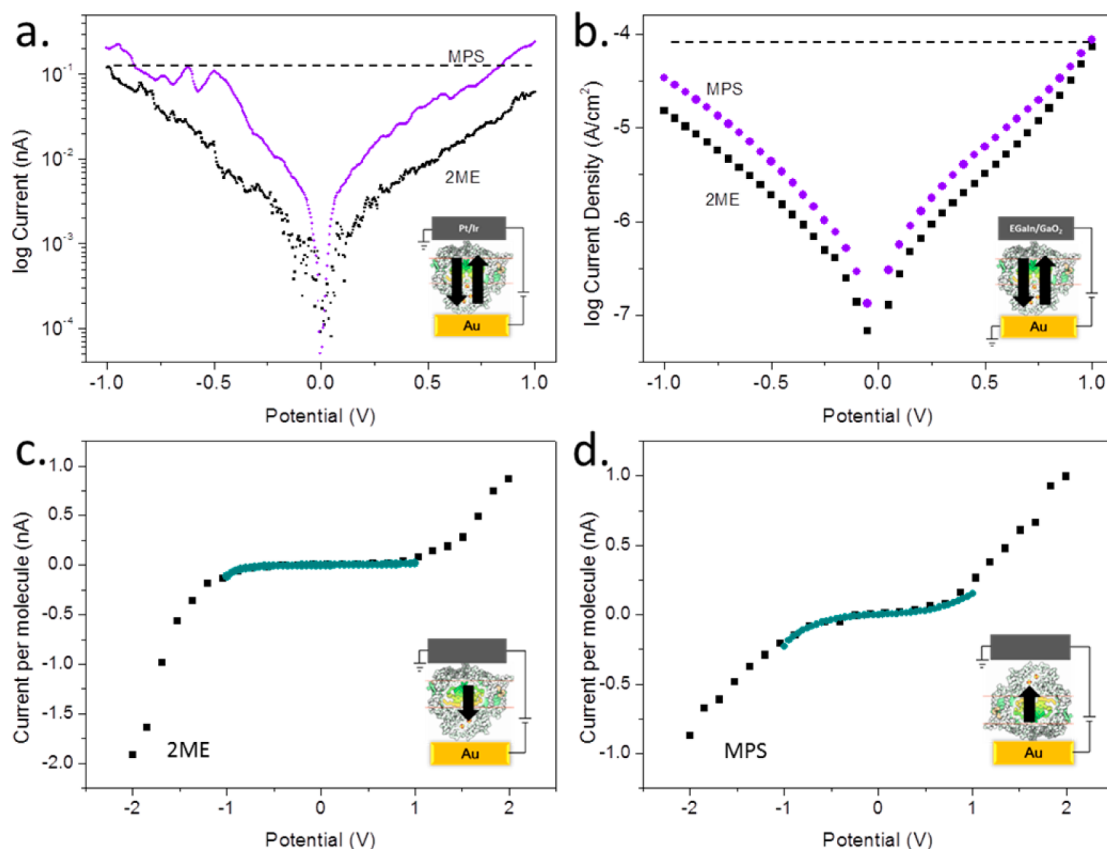 a.
log Current (nA)
10⁻¹
10⁻²
10⁻³
10⁻⁴
MPS
2ME
Pt/Ir
Au
-1.0 -0.5 0.0 0.5 1.0
Potential (V)
b.
log Current Density (A/cm²)
-4
-5
-6
-7
MPS
2ME
EGaIn/GaO₂
Au
-1.0 -0.5 0.0 0.5 1.0
Potential (V)
c.
Current per molecule (nA)
1.0
0.5
0.0
-0.5
-1.0
-1.5
-2.0
2ME
Au
-2 -1 0 1 2
Potential (V)
d.
Current per molecule (nA)
1.0
0.5
0.0
-0.5
-1.0
MPS
Au
-2 -1 0 1 2
Potential (V)